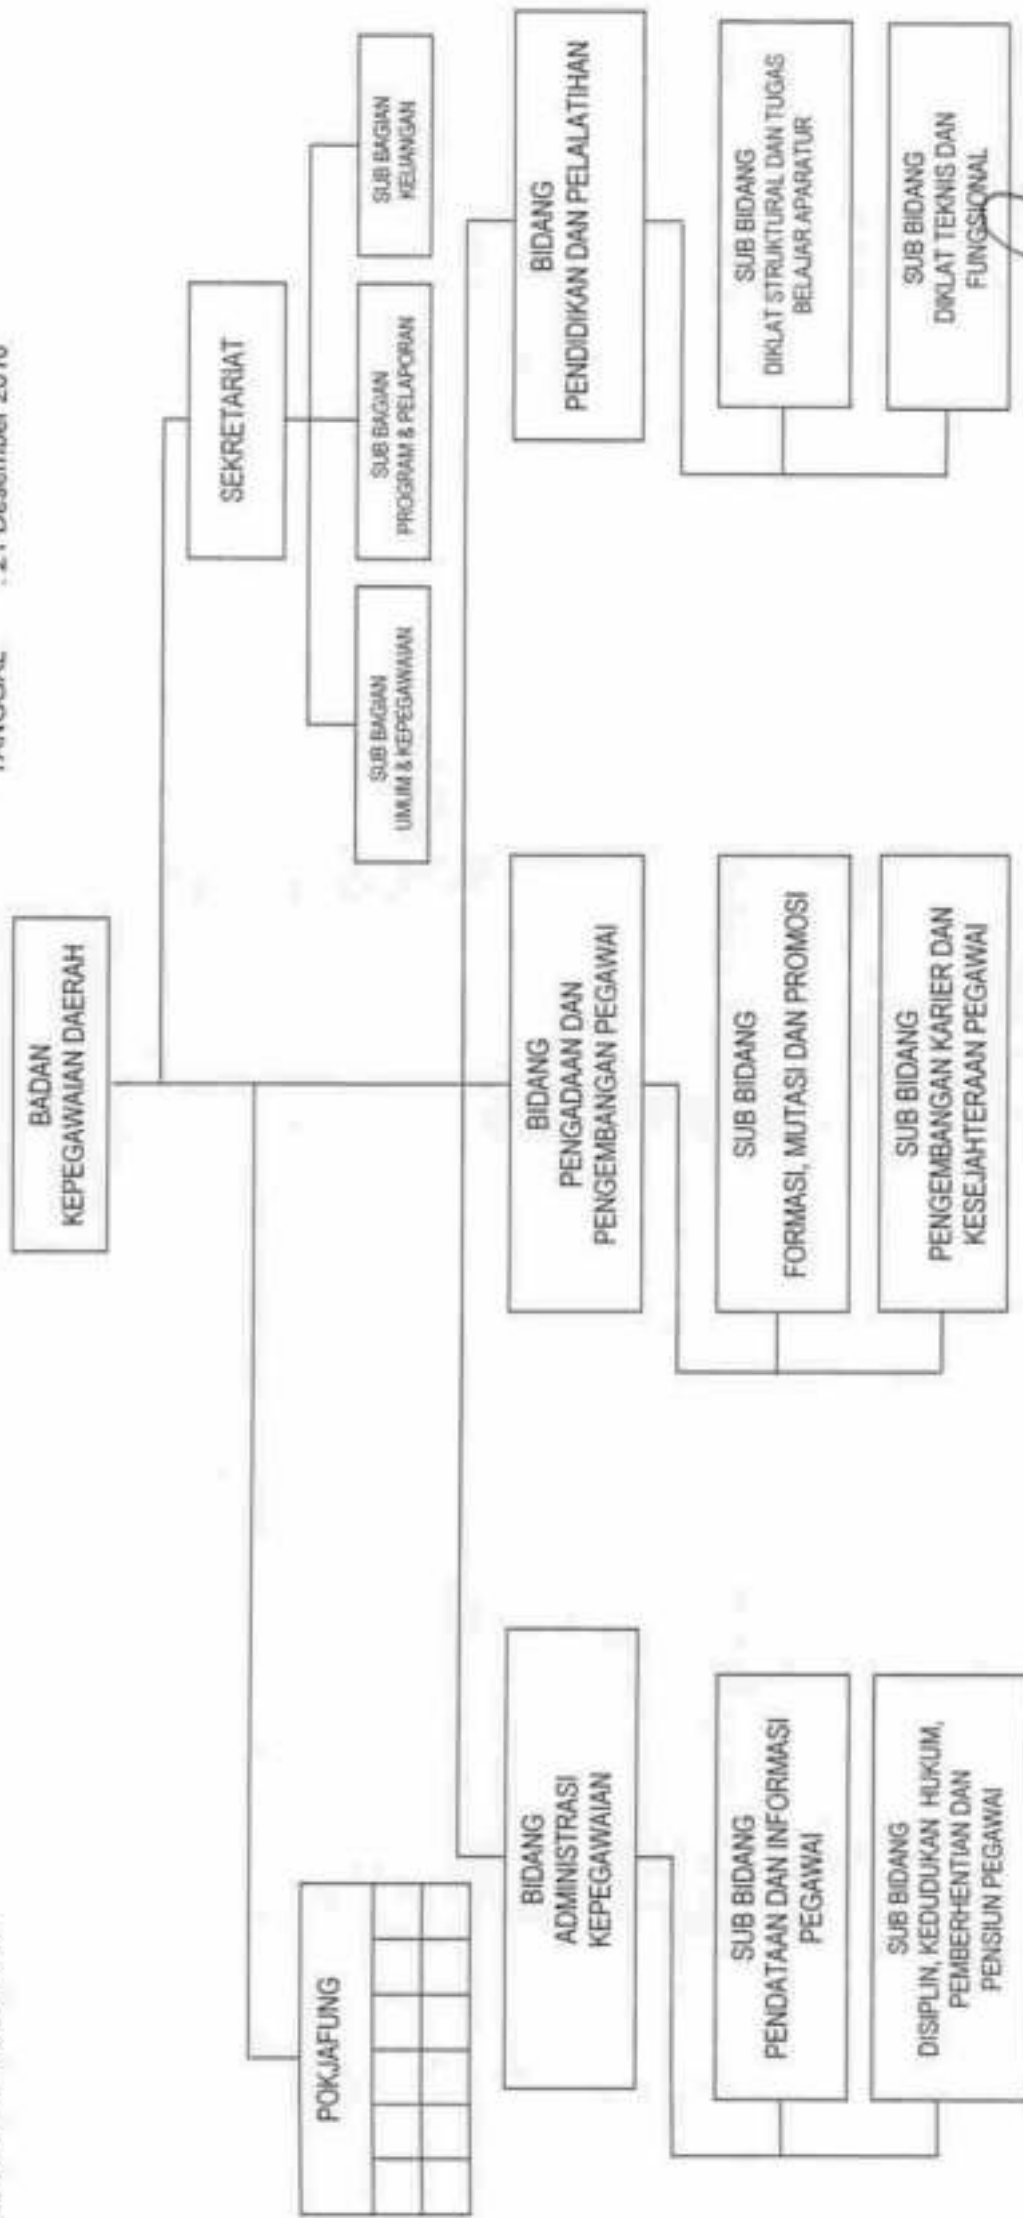 BADAN
KEPEGAWAIAN DAERAH
SEKRETARIAT
SUB BAGIAN
UMUM & KEPEGAWAIAN
SUB BAGIAN
PROGRAM & PELAPORAN
SUB BAGIAN
KEUANGAN
POKJAFUNG
BIDANG
ADMINISTRASI
KEPEGAWAIAN
BIDANG
PENGADAAN DAN
PENGEMBANGAN PEGAWAI
BIDANG
PENDIDIKAN DAN PELALATIHAN
SUB BIDANG
PENDATAAN DAN INFORMASI
PEGAWAI
SUB BIDANG
FORMASI, MUTASI DAN PROMOSI
SUB BIDANG
DIKLAT STRUKTURAL DAN TUGAS
BELAJAR APARATUR
SUB BIDANG
DISIPLIN, KEDUDUKAN HUKUM,
PEMBERHENTIAN DAN
PENSIUN PEGAWAI
SUB BIDANG
PENGEMBANGAN KARIER DAN
KESEJAHTERAAN PEGAWAI
SUB BIDANG
DIKLAT TEKNIS DAN
FUNGSIONAL